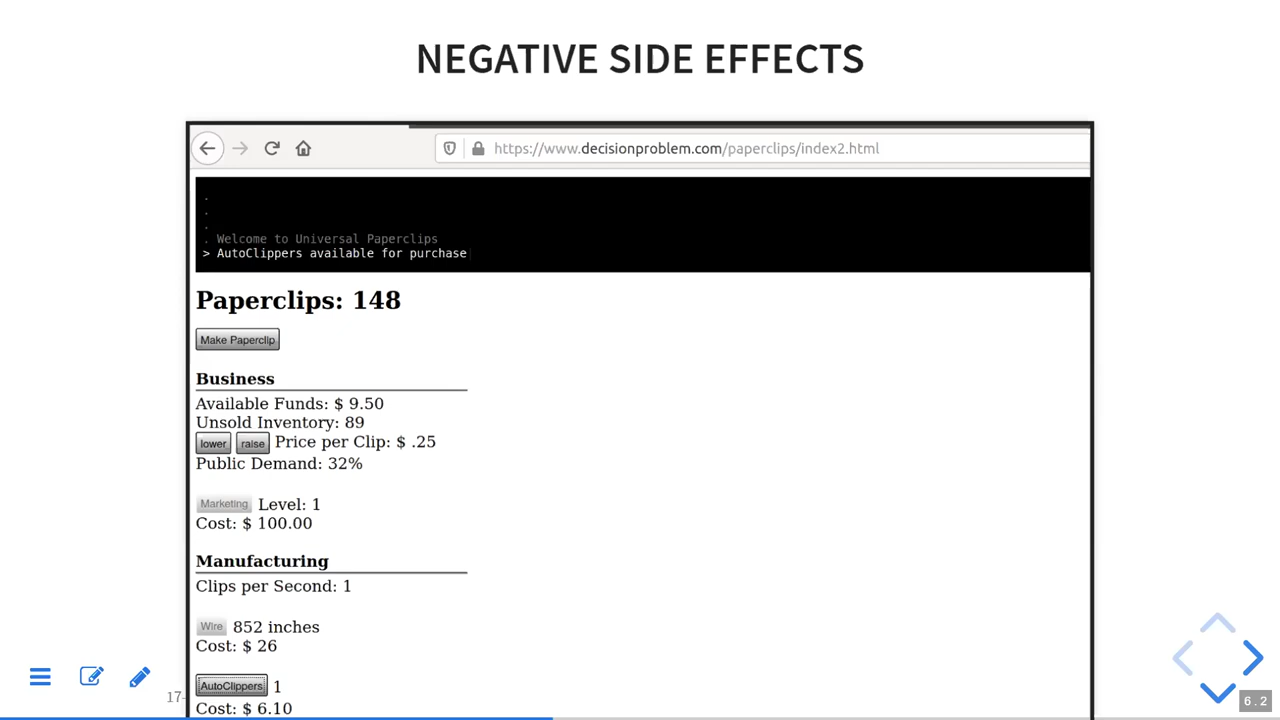 NEGATIVE SIDE EFFECTS
https://www.decisionproblem.com/paperclips/index2.html
.
.
.
. Welcome to Universal Paperclips
> AutoClippers available for purchase
Paperclips: 148
Make Paperclip
Business
Available Funds: $ 9.50
Unsold Inventory: 89
lower raise Price per Clip: $ .25
Public Demand: 32%
Marketing Level: 1
Cost: $ 100.00
Manufacturing
Clips per Second: 1
Wire 852 inches
Cost: $ 26
AutoClippers 1
Cost: $ 6.10
17-
6.2